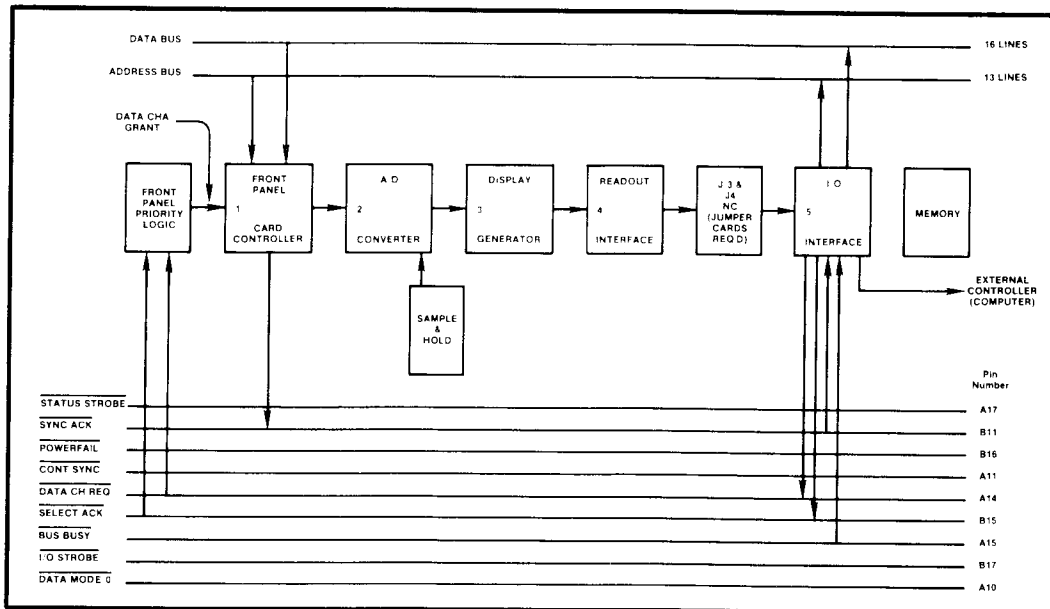 DATA BUS
16 LINES
ADDRESS BUS
13 LINES
DATA CHA
GRANT
FRONT
PANEL
PRIORITY
LOGIC
FRONT
PANEL
1
CARD
CONTROLLER
A/D
2
CONVERTER
DISPLAY
3
GENERATOR
READOUT
4
INTERFACE
J 3 &
J4
NC
(JUMPER
CARDS
REQ D)
I O
5
INTERFACE
MEMORY
SAMPLE
&
HOLD
EXTERNAL
CONTROLLER
(COMPUTER)
Pin
Number
STATUS STROBE
A17
SYNC ACK
B11
POWERFAIL
B16
CONT SYNC
A11
DATA CH REQ
A14
SELECT ACK
B15
BUS BUSY
A15
I/O STROBE
B17
DATA MODE 0
A10